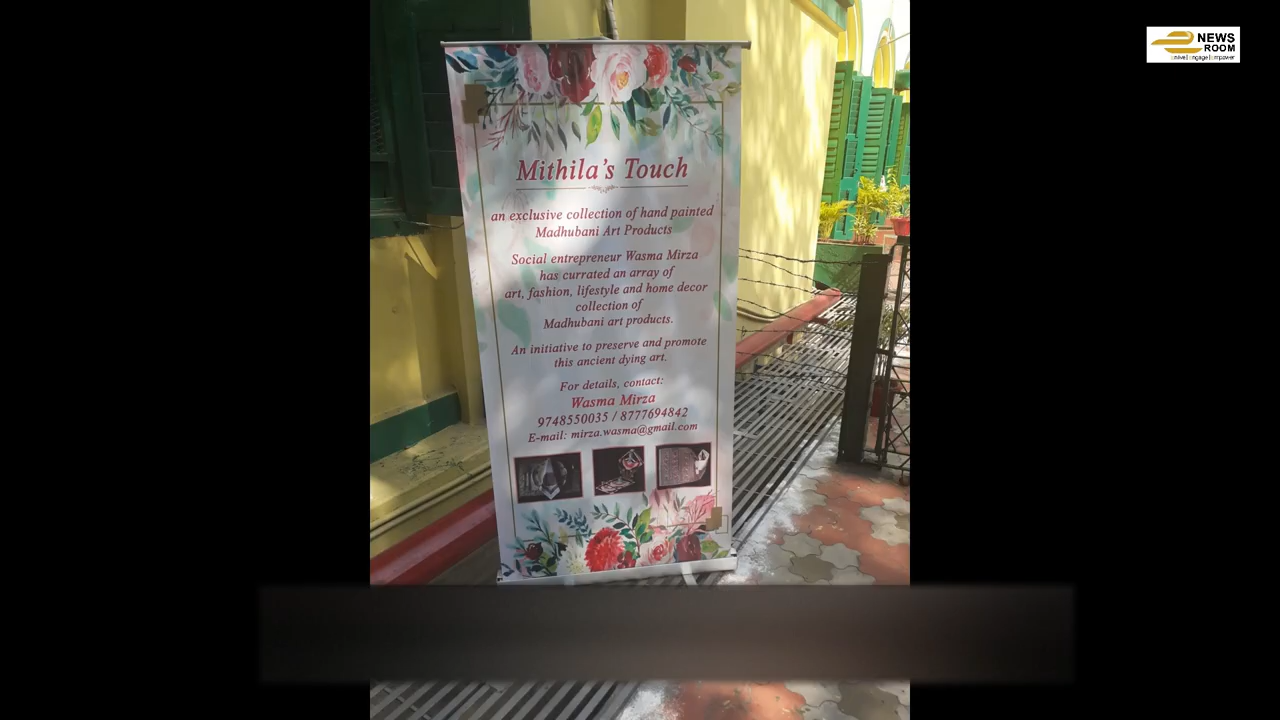 NEWS
ROOM
Mithila's Touch
an exclusive collection of hand painted
Madhubani Art Products
Social entrepreneur Wasma Mirza
has currated an array of
art, fashion, lifestyle and home decor
collection of
Madhubani art products.
An initiative to preserve and promote
this ancient dying art.
For details, contact:
Wasma Mirza
9748550035 / 8777694842
E-mail: mirza.wasma@gmail.com